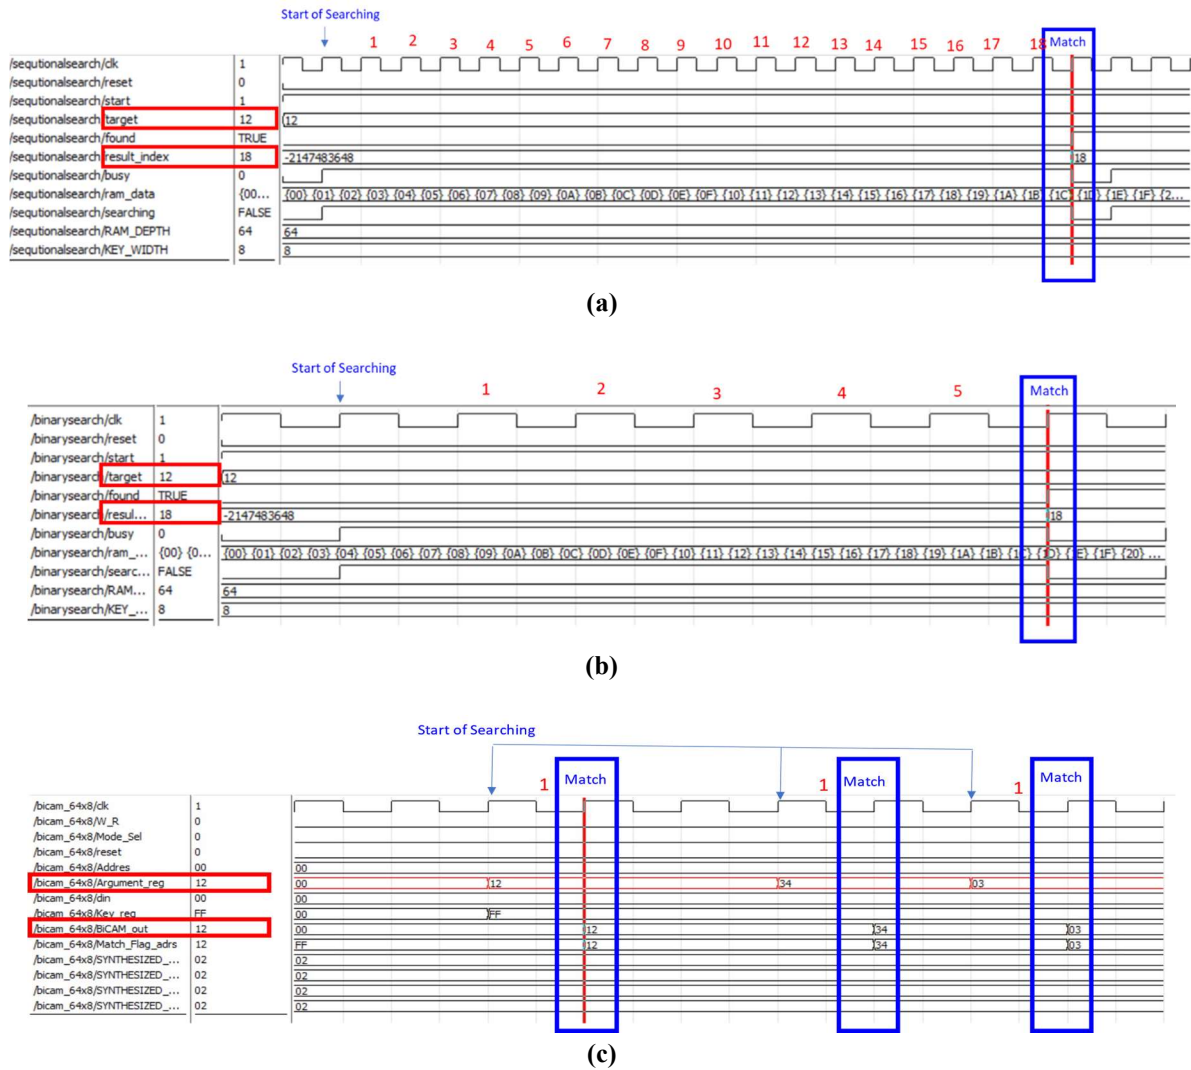 Start of Searching
1 2 3 4 5 6 7 8 9 10 11 12 13 14 15 16 17 18 Match
/sequtionalsearch/clk 1
/sequtionalsearch/reset 0
/sequtionalsearch/start 1
/sequtionalsearch/target 12 12
/sequtionalsearch/found TRUE
/sequtionalsearch/result_index 18 -2147483648 18
/sequtionalsearch/busy 0
/sequtionalsearch/ram_data {00... {00} {01} {02} {03} {04} {05} {06} {07} {08} {09} {0A} {0B} {0C} {0D} {0E} {0F} {10} {11} {12} {13} {14} {15} {16} {17} {18} {19} {1A} {1B} {1C} {1D} {1E} {1F} {2...
/sequtionalsearch/searching FALSE
/sequtionalsearch/RAM_DEPTH 64 64
/sequtionalsearch/KEY_WIDTH 8 8
(a)
Start of Searching
1 2 3 4 5 Match
/binarysearch/clk 1
/binarysearch/reset 0
/binarysearch/start 1
/binarysearch/target 12 12
/binarysearch/found TRUE
/binarysearch/resul... 18 -2147483648 18
/binarysearch/busy 0
/binarysearch/ram_... {00} {0... {00} {01} {02} {03} {04} {05} {06} {07} {08} {09} {0A} {0B} {0C} {0D} {0E} {0F} {10} {11} {12} {13} {14} {15} {16} {17} {18} {19} {1A} {1B} {1C} {1D} {1E} {1F} {20} ...
/binarysearch/searc... FALSE
/binarysearch/RAM... 64 64
/binarysearch/KEY_... 8 8
(b)
Start of Searching
1 Match 1 Match 1 Match
/bicam_64x8/clk 1
/bicam_64x8/W_R 0
/bicam_64x8/Mode_Sel 0
/bicam_64x8/reset 0
/bicam_64x8/Addres 00 00
/bicam_64x8/Argument_reg 12 00 12 34 03
/bicam_64x8/din 00 00
/bicam_64x8/Key_reg FF 00 FF
/bicam_64x8/BiCAM_out 12 00 12 34 03
/bicam_64x8/Match_Flag_adrs 12 FF 12 34 03
/bicam_64x8/SYNTHESIZED_... 02 02
/bicam_64x8/SYNTHESIZED_... 02 02
/bicam_64x8/SYNTHESIZED_... 02 02
/bicam_64x8/SYNTHESIZED_... 02 02
(c)